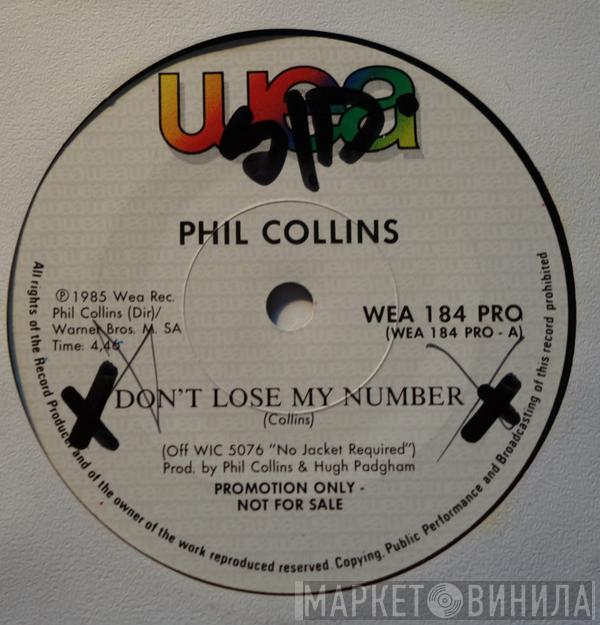 wea
PHIL COLLINS
℗ 1985 Wea Rec.
Phil Collins (Dir)/
Warner Bros. M. SA
Time: 4,46
WEA 184 PRO
(WEA 184 PRO - A)
DON'T LOSE MY NUMBER
(Collins)
(Off WIC 5076 "No Jacket Required")
Prod. by Phil Collins & Hugh Padgham
PROMOTION ONLY -
NOT FOR SALE
All rights of the Record Producer and of the owner of the work reproduced reserved. Copying, Public Performance and Broadcasting of this record prohibited
МАРКЕТ ВИНИЛА